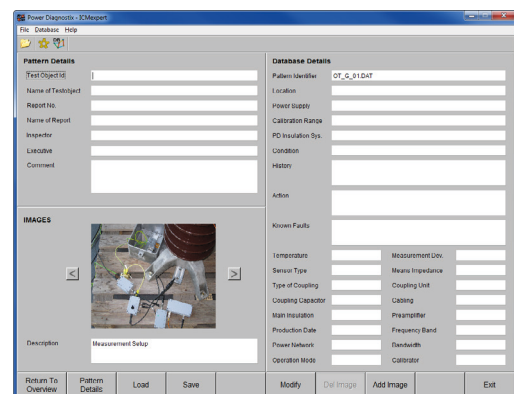 Power Diagnostix - ICMexpert
File Database Help
Pattern Details
Test Object Id
Name of Testobject
Report No.
Name of Report
Inspector
Executive
Comment
IMAGES
Description Measurement Setup
Database Details
Pattern Identifier OT_G_01.DAT
Location
Power Supply
Calibration Range
PD Insulation Sys.
Condition
History
Action
Known Faults
Temperature Measurement Dev.
Sensor Type Means Impedance
Type of Coupling Coupling Unit
Coupling Capacitor Cabling
Main Insulation Preamplifier
Production Date Frequency Band
Power Network Bandwidth
Operation Mode Calibrator
Return To Overview Pattern Details Load Save Modify Del Image Add Image Exit